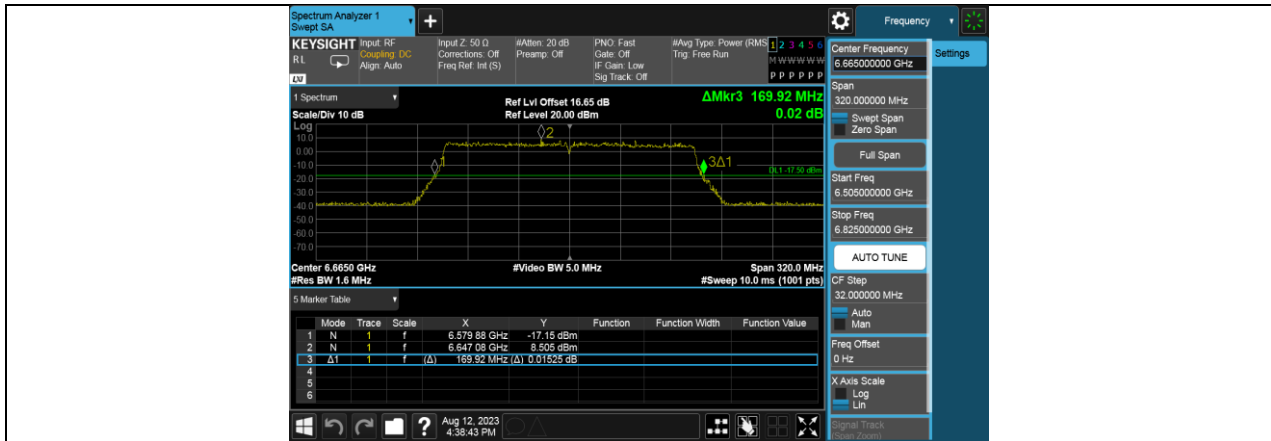 Spectrum Analyzer 1
Swept SA
Frequency
KEYSIGHT
RL
LXI
Input: RF
Coupling: DC
Align: Auto
Input Z: 50 Ω
Corrections: Off
Freq Ref: Int (S)
#Atten: 20 dB
Preamp: Off
PNO: Fast
Gate: Off
IF Gain: Low
Sig Track: Off
#Avg Type: Power (RMS
Trig: Free Run
1 2 3 4 5 6
M W W W W W
P P P P P P
1 Spectrum
Scale/Div 10 dB
Ref Lvl Offset 16.65 dB
Ref Level 20.00 dBm
ΔMkr3 169.92 MHz
0.02 dB
Log
10.0
0.00
-10.0
-20.0
-30.0
-40.0
-50.0
-60.0
-70.0
1
2
3Δ1
DL1 -17.50 dBm
Center 6.6650 GHz
#Res BW 1.6 MHz
#Video BW 5.0 MHz
Span 320.0 MHz
#Sweep 10.0 ms (1001 pts)
5 Marker Table
Mode Trace Scale X Y Function Function Width Function Value
1 N 1 f 6.579 88 GHz -17.15 dBm
2 N 1 f 6.647 08 GHz 8.505 dBm
3 Δ1 1 f (Δ) 169.92 MHz (Δ) 0.01525 dB
4
5
6
Aug 12, 2023
4:38:43 PM
Center Frequency
6.665000000 GHz
Settings
Span
320.000000 MHz
Swept Span
Zero Span
Full Span
Start Freq
6.505000000 GHz
Stop Freq
6.825000000 GHz
AUTO TUNE
CF Step
32.000000 MHz
Auto
Man
Freq Offset
0 Hz
X Axis Scale
Log
Lin
Signal Track
(Span Zoom)